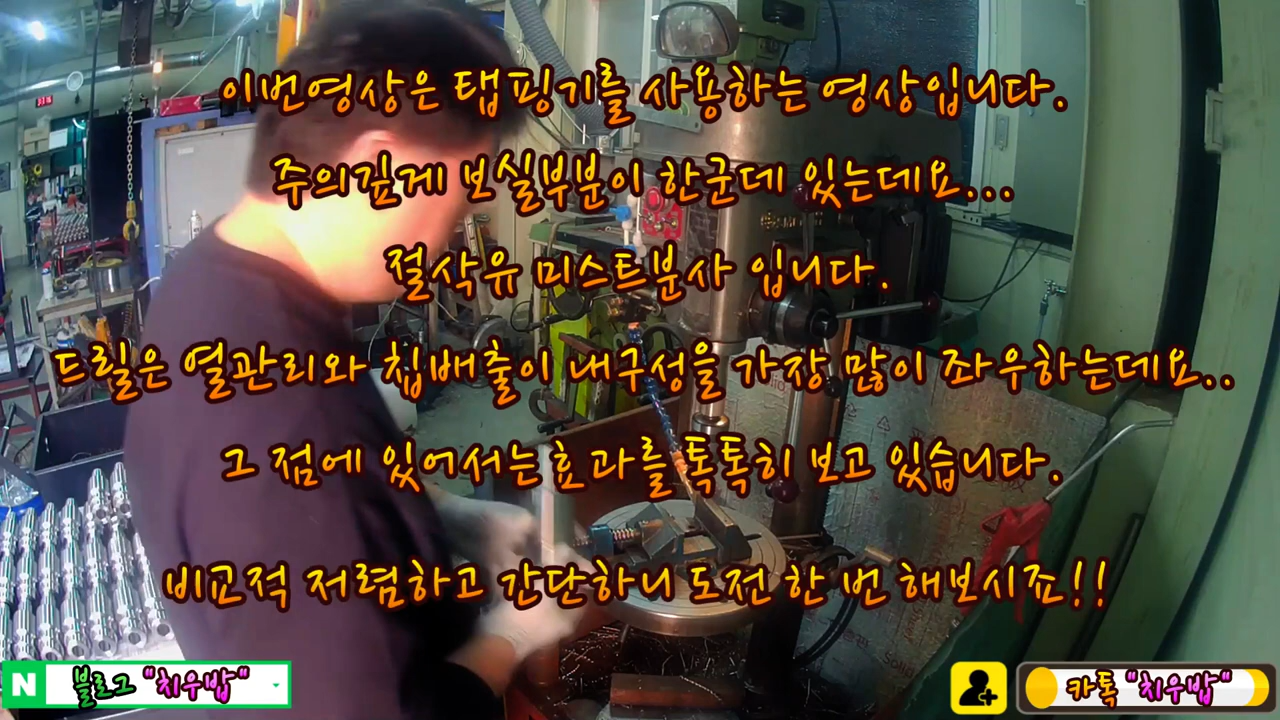 이번영상은 탭핑기를 사용하는 영상입니다.
주의깊게 보실부분이 한군데 있는데요...
절삭유 미스트분사 입니다.
드릴은 열관리와 칩배출이 내구성을 가장 많이 좌우하는데요..
그 점에 있어서는 효과를 톡톡히 보고 있습니다.
비교적 저렴하고 간단하니 도전 한 번 해보시죠!!
N 블로그 "치우밥"
카톡 "치우밥"